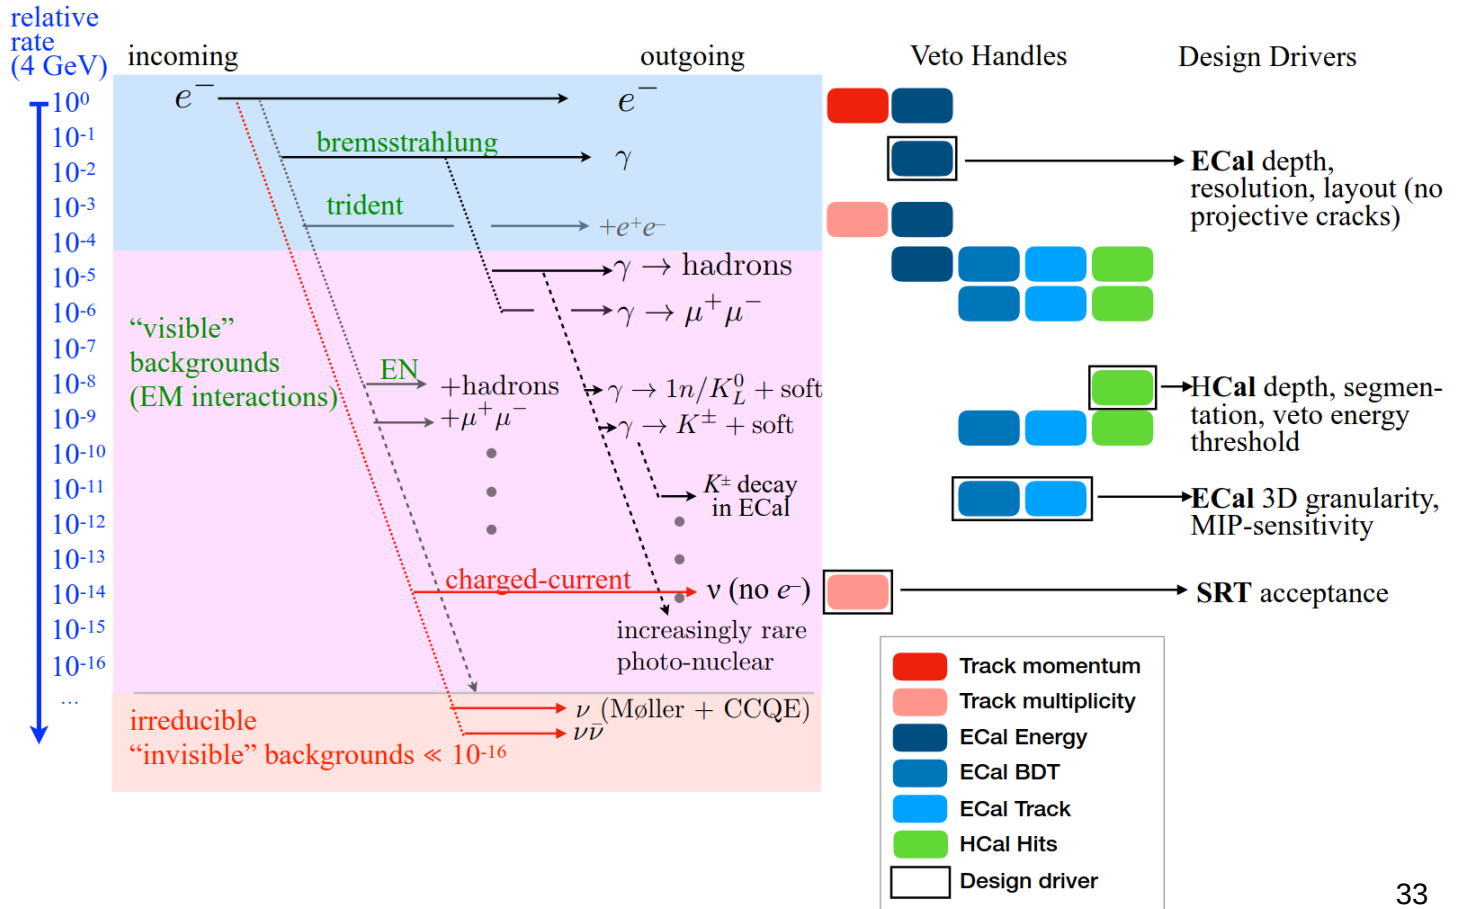 relative
rate
(4 GeV)
incoming
outgoing
Veto Handles
Design Drivers
10⁰
10⁻¹
10⁻²
10⁻³
10⁻⁴
10⁻⁵
10⁻⁶
10⁻⁷
10⁻⁸
10⁻⁹
10⁻¹⁰
10⁻¹¹
10⁻¹²
10⁻¹³
10⁻¹⁴
10⁻¹⁵
10⁻¹⁶
...
e⁻
e⁻
bremsstrahlung
γ
trident
+e⁺e⁻
γ → hadrons
γ → μ⁺μ⁻
"visible"
backgrounds
(EM interactions)
EN
+hadrons
+μ⁺μ⁻
γ → 1n/K_L^0 + soft
γ → K^± + soft
K^± decay
in ECal
charged-current
ν (no e⁻)
increasingly rare
photo-nuclear
irreducible
"invisible" backgrounds ≪ 10⁻¹⁶
ν (Møller + CCQE)
νν̄
ECal depth,
resolution, layout (no
projective cracks)
HCal depth, segmen-
tation, veto energy
threshold
ECal 3D granularity,
MIP-sensitivity
SRT acceptance
Track momentum
Track multiplicity
ECal Energy
ECal BDT
ECal Track
HCal Hits
Design driver
33